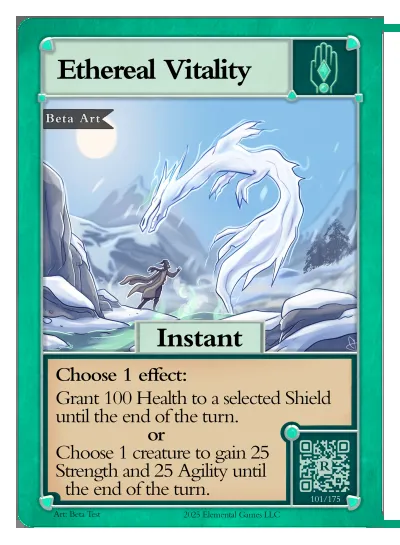 Ethereal Vitality
Beta Art
Instant
Choose 1 effect:
Grant 100 Health to a selected Shield
until the end of the turn.
or
Choose 1 creature to gain 25
Strength and 25 Agility until
the end of the turn.
R
101/175
Art: Beta Test
2023 Elemental Games LLC